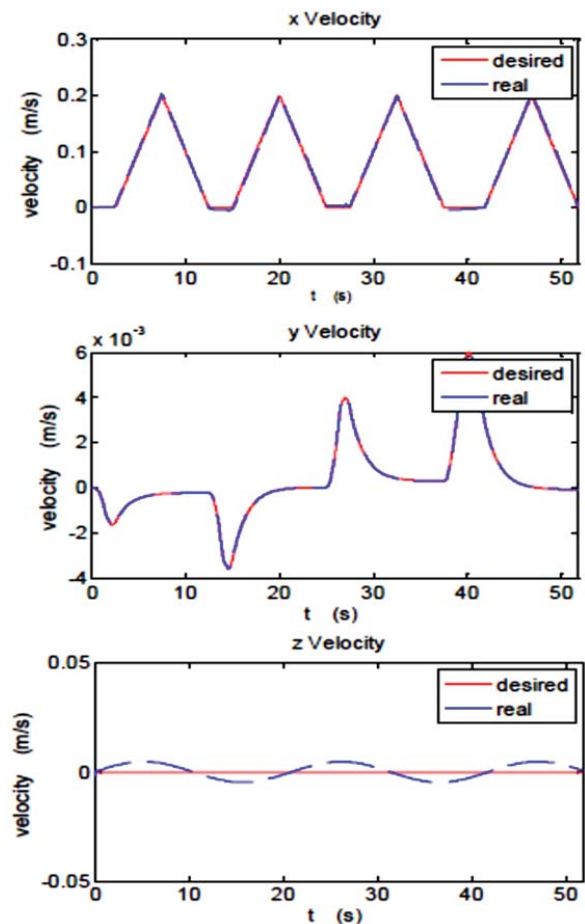 x Velocity
0.3
0.2
0.1
0
-0.1
velocity (m/s)
desired
real
0 10 20 30 40 50
t (s)
y Velocity
x 10^-3
6
4
2
0
-2
-4
velocity (m/s)
desired
real
0 10 20 30 40 50
t (s)
z Velocity
0.05
0
-0.05
velocity (m/s)
desired
real
0 10 20 30 40 50
t (s)